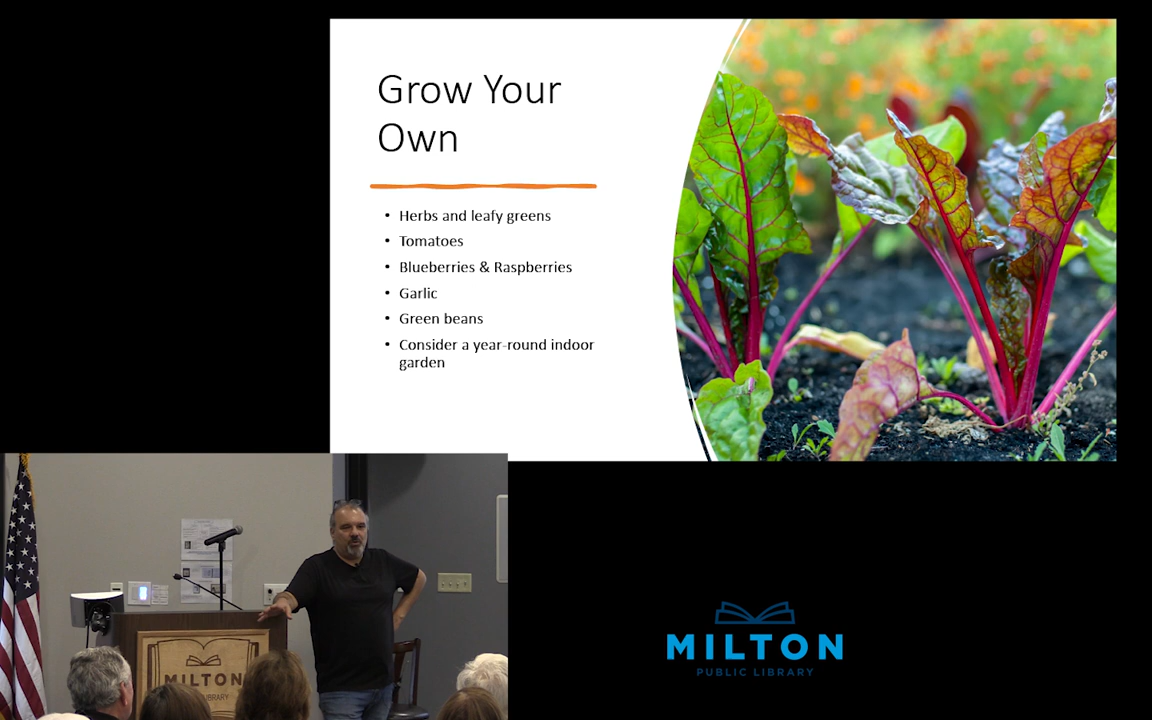 Grow Your
Own
• Herbs and leafy greens
• Tomatoes
• Blueberries & Raspberries
• Garlic
• Green beans
• Consider a year-round indoor
garden
MILTON
PUBLIC LIBRARY
MILTON
LIBRARY